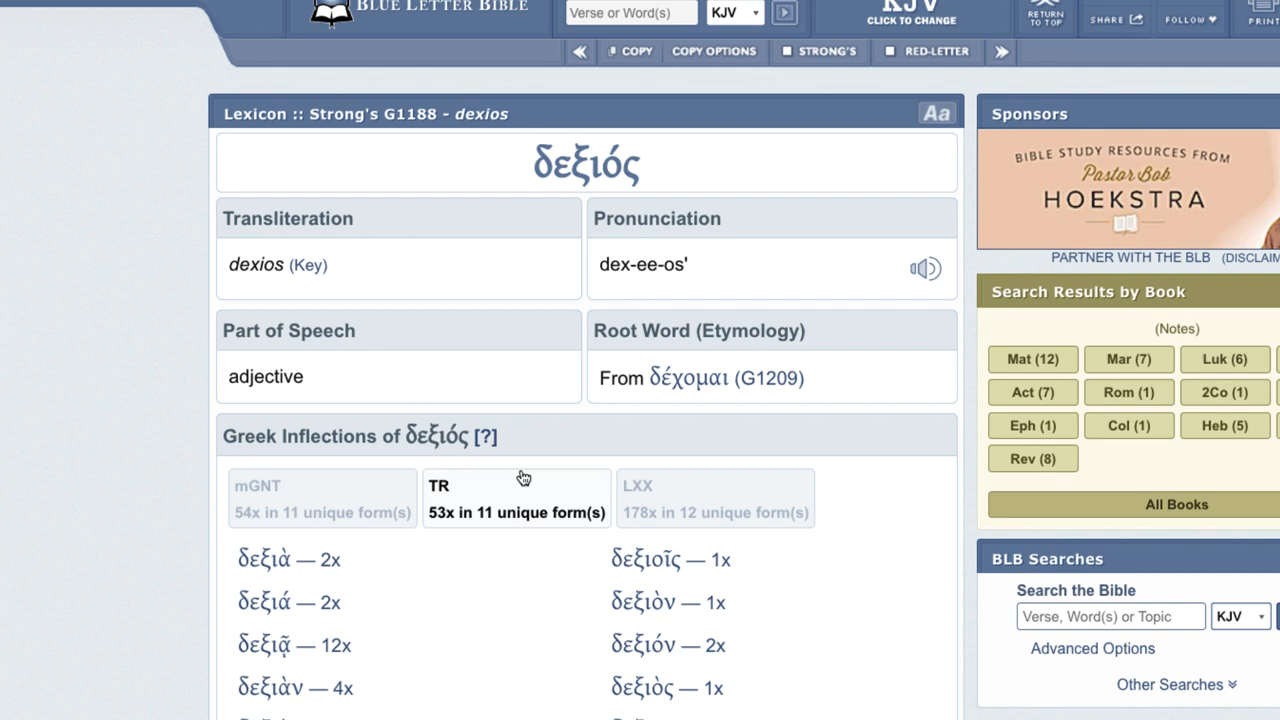 BLUE LETTER BIBLE
Verse or Word(s)
KJV
KJV
CLICK TO CHANGE
RETURN
TO TOP
SHARE
FOLLOW
PRINT
COPY
COPY OPTIONS
STRONG'S
RED-LETTER
Lexicon :: Strong's G1188 - dexios
Aa
δεξιός
Transliteration
Pronunciation
dexios (Key)
dex-ee-os'
Part of Speech
Root Word (Etymology)
adjective
From δέχομαι (G1209)
Greek Inflections of δεξιός [?]
mGNT
54x in 11 unique form(s)
TR
53x in 11 unique form(s)
LXX
178x in 12 unique form(s)
δεξιὰ — 2x
δεξιοῖς — 1x
δεξιά — 2x
δεξιὸν — 1x
δεξιᾷ — 12x
δεξιόν — 2x
δεξιὰν — 4x
δεξιὸς — 1x
Sponsors
BIBLE STUDY RESOURCES FROM
Pastor Bob
HOEKSTRA
PARTNER WITH THE BLB (DISCLAIM
Search Results by Book
(Notes)
Mat (12)
Mar (7)
Luk (6)
Act (7)
Rom (1)
2Co (1)
Eph (1)
Col (1)
Heb (5)
Rev (8)
All Books
BLB Searches
Search the Bible
Verse, Word(s) or Topic
KJV
Advanced Options
Other Searches